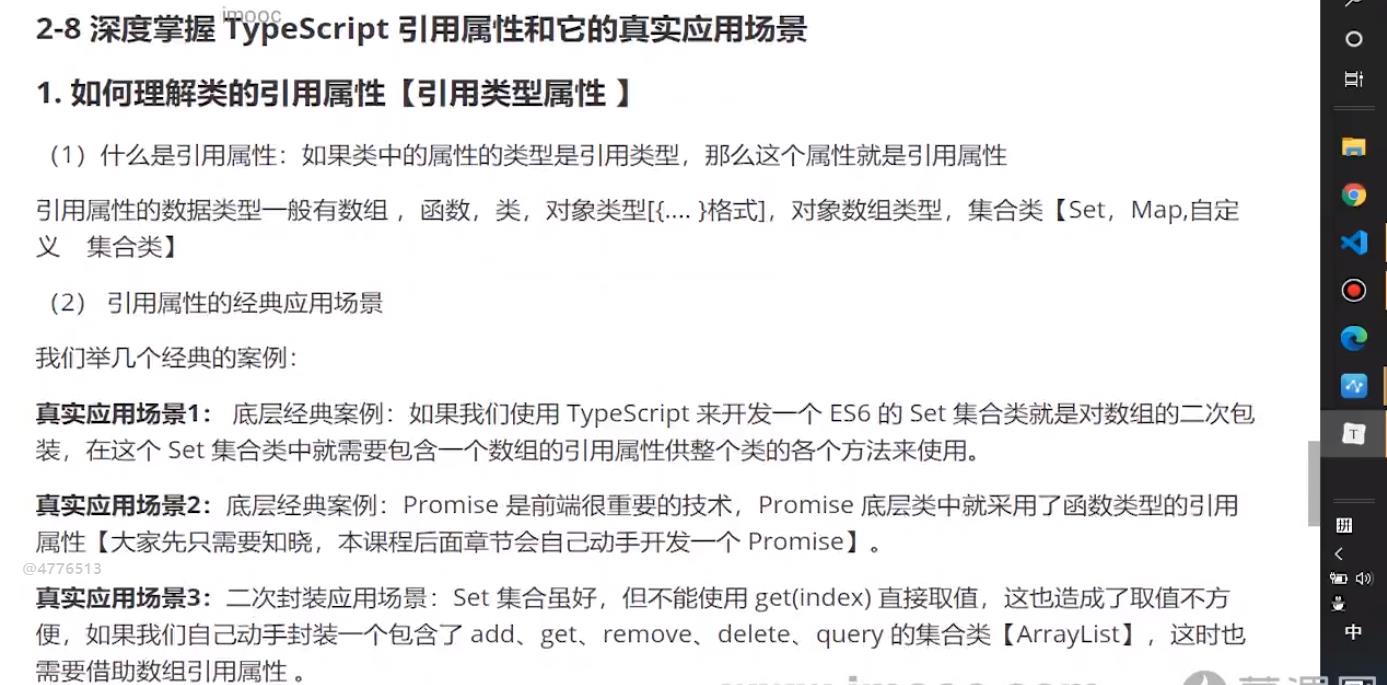 imooc
2-8 深度掌握 TypeScript 引用属性和它的真实应用场景
1. 如何理解类的引用属性【引用类型属性 】
（1）什么是引用属性：如果类中的属性的类型是引用类型，那么这个属性就是引用属性
引用属性的数据类型一般有数组 ，函数，类，对象类型[{.... }格式]，对象数组类型，集合类【Set，Map,自定
义 集合类】
（2） 引用属性的经典应用场景
我们举几个经典的案例：
真实应用场景1： 底层经典案例：如果我们使用 TypeScript 来开发一个 ES6 的 Set 集合类就是对数组的二次包
装，在这个 Set 集合类中就需要包含一个数组的引用属性供整个类的各个方法来使用。
真实应用场景2：底层经典案例：Promise 是前端很重要的技术，Promise 底层类中就采用了函数类型的引用
属性【大家先只需要知晓，本课程后面章节会自己动手开发一个 Promise】。
@4776513
真实应用场景3：二次封装应用场景：Set 集合虽好，但不能使用 get(index) 直接取值，这也造成了取值不方
便，如果我们自己动手封装一个包含了 add、get、remove、delete、query 的集合类【ArrayList】，这时也
需要借助数组引用属性 。
T
拼
中